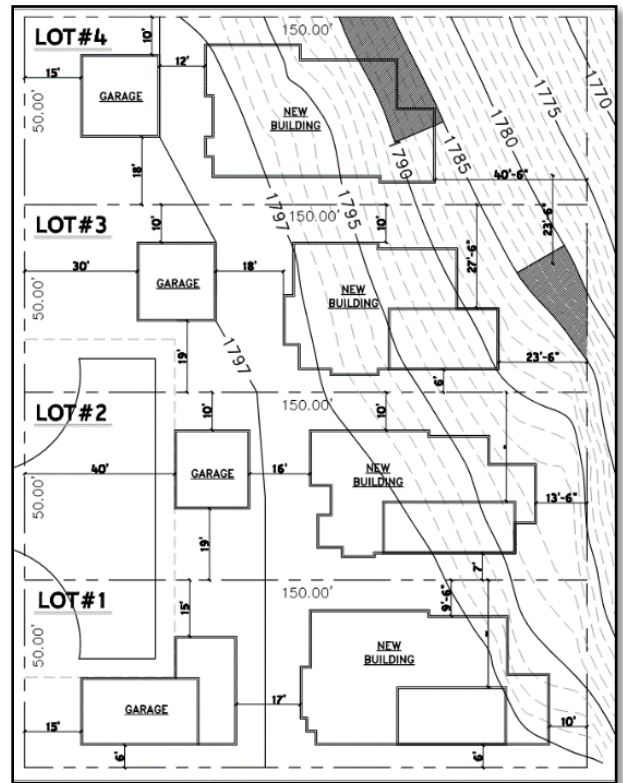 LOT#4
10'
150.00'
15'
12'
GARAGE
NEW
BUILDING
50.00'
1770
1775
1780
1785
1790
1795
1797
18'
40'-6"
23'-6"
LOT#3
10'
150.00'
10'
27'-6"
30'
GARAGE
18'
NEW
BUILDING
50.00'
19'
1797
23'-6"
6'
LOT#2
10'
150.00'
10'
40'
GARAGE
16'
NEW
BUILDING
13'-6"
50.00'
19'
7'
LOT#1
15'
150.00'
9'-6"
NEW
BUILDING
50.00'
GARAGE
17'
15'
10'
6'
6'